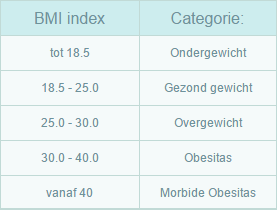 BMI index Categorie:
tot 18.5 Ondergewicht
18.5 - 25.0 Gezond gewicht
25.0 - 30.0 Overgewicht
30.0 - 40.0 Obesitas
vanaf 40 Morbide Obesitas